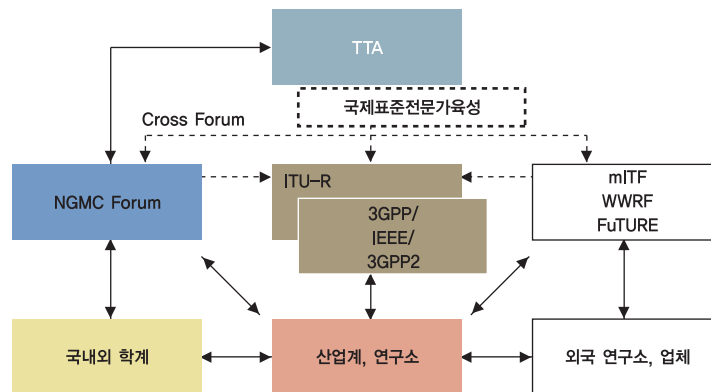 TTA
국제표준전문가육성
Cross Forum
NGMC Forum
ITU-R
3GPP/
IEEE/
3GPP2
mITF
WWRF
FuTURE
국내외 학계
산업계, 연구소
외국 연구소, 업체